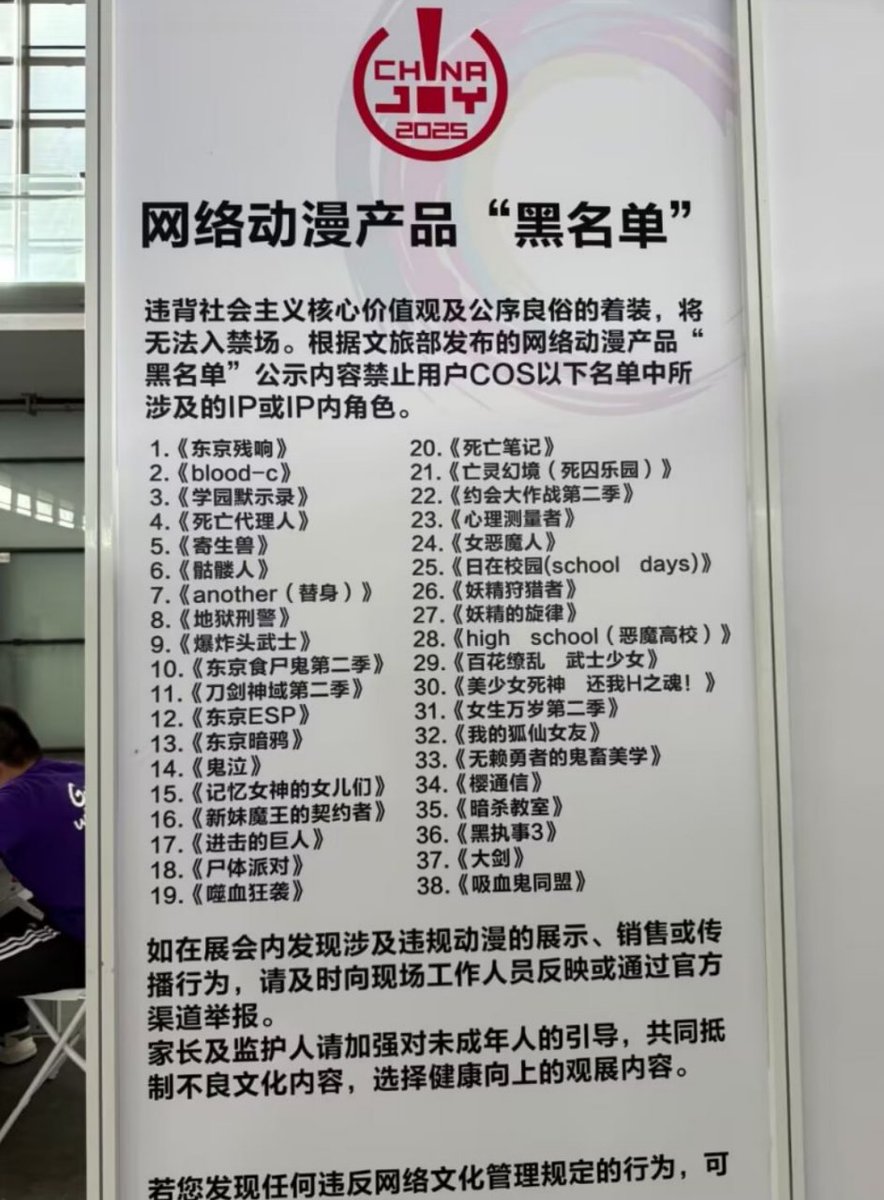 CHINA
JOY
2025
网络动漫产品“黑名单”
违背社会主义核心价值观及公序良俗的着装，将
无法入禁场。根据文旅部发布的网络动漫产品“
黑名单”公示内容禁止用户COS以下名单中所
涉及的IP或IP内角色。
1.《东京残响》
2.《blood-c》
3.《学园默示录》
4.《死亡代理人》
5.《寄生兽》
6.《骷髅人》
7.《another（替身）》
8.《地狱刑警》
9.《爆炸头武士》
10.《东京食尸鬼第二季》
11.《刀剑神域第二季》
12.《东京ESP》
13.《东京暗鸦》
14.《鬼泣》
15.《记忆女神的女儿们》
16.《新妹魔王的契约者》
17.《进击的巨人》
18.《尸体派对》
19.《噬血狂袭》
20.《死亡笔记》
21.《亡灵幻境（死囚乐园）》
22.《约会大作战第二季》
23.《心理测量者》
24.《女恶魔人》
25.《日在校园(school days)》
26.《妖精狩猎者》
27.《妖精的旋律》
28.《high school（恶魔高校）》
29.《百花缭乱 武士少女》
30.《美少女死神 还我H之魂！》
31.《女生万岁第二季》
32.《我的狐仙女友》
33.《无赖勇者的鬼畜美学》
34.《樱通信》
35.《暗杀教室》
36.《黑执事3》
37.《大剑》
38.《吸血鬼同盟》
如在展会内发现涉及违规动漫的展示、销售或传
播行为，请及时向现场工作人员反映或通过官方
渠道举报。
家长及监护人请加强对未成年人的引导，共同抵
制不良文化内容，选择健康向上的观展内容。
若您发现任何违反网络文化管理规定的行为，可